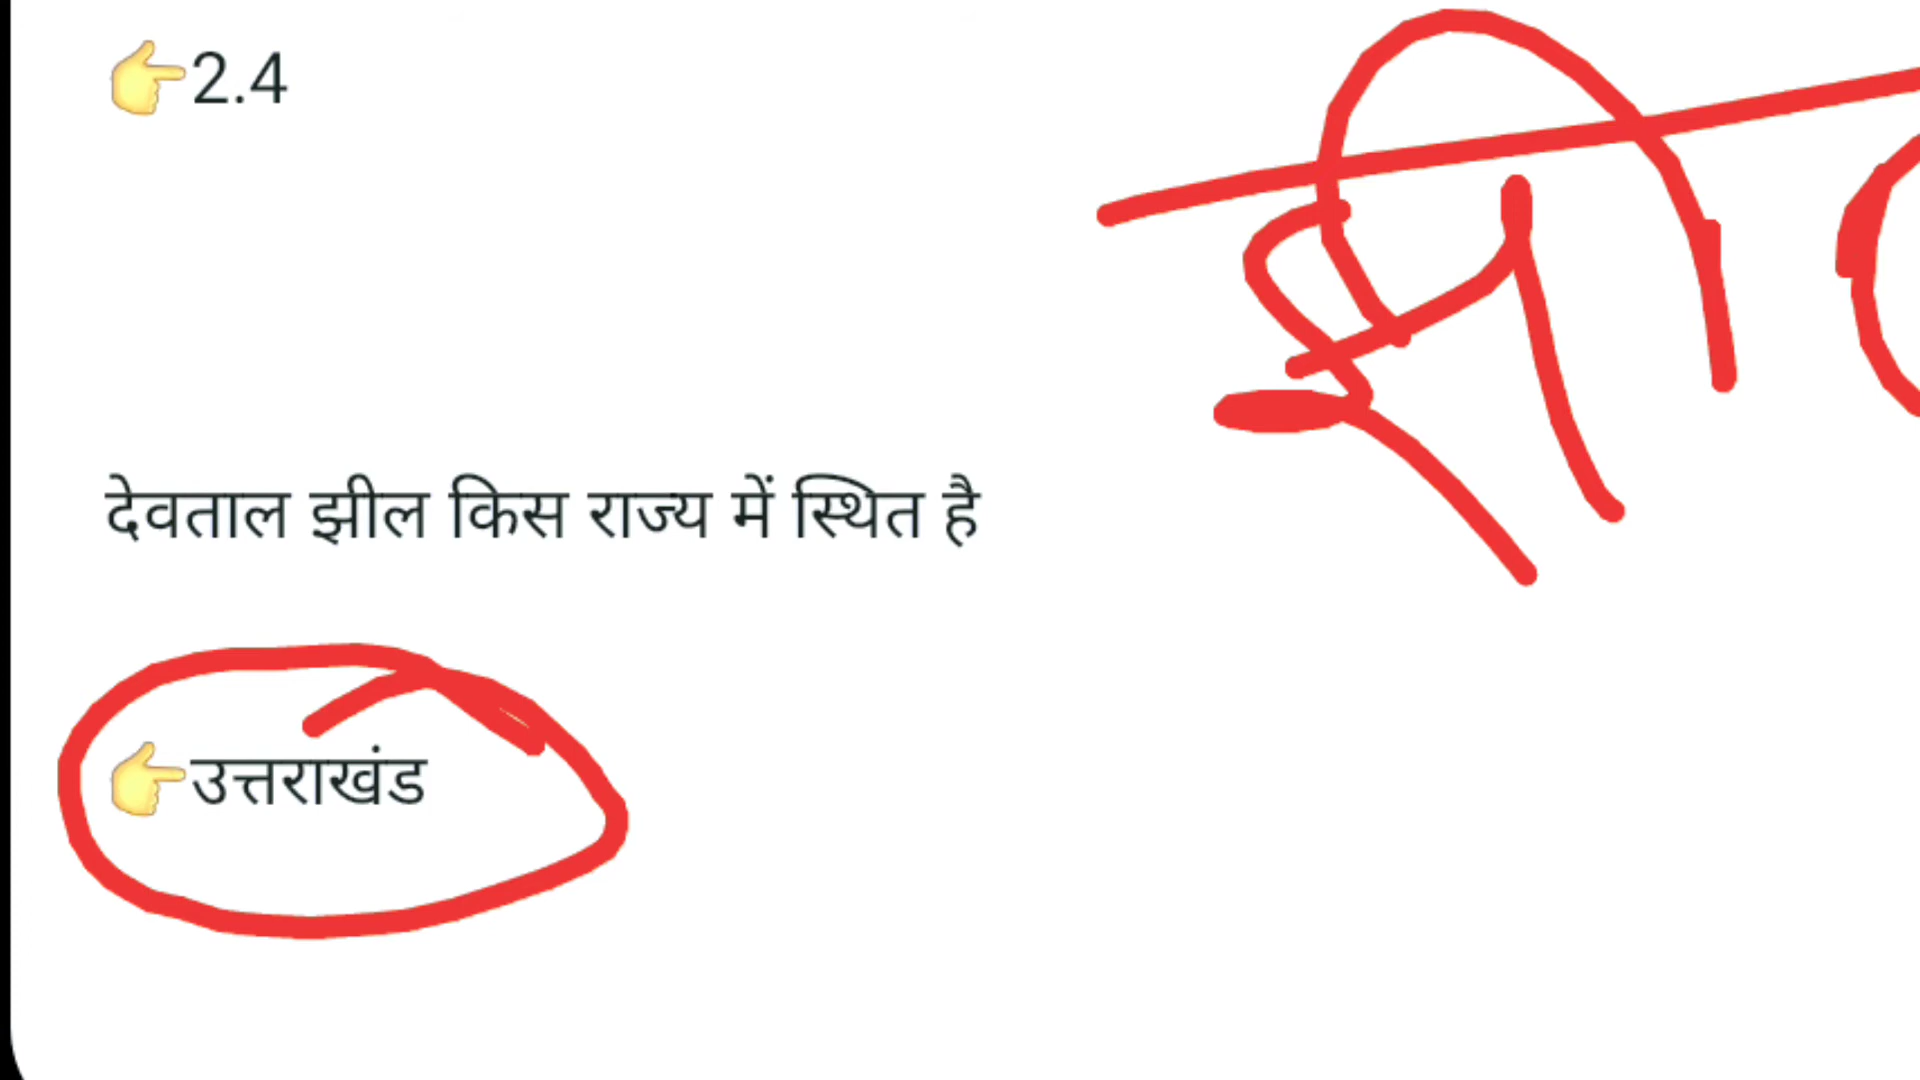 👉2.4
देवताल झील किस राज्य में स्थित है
👉उत्तराखंड